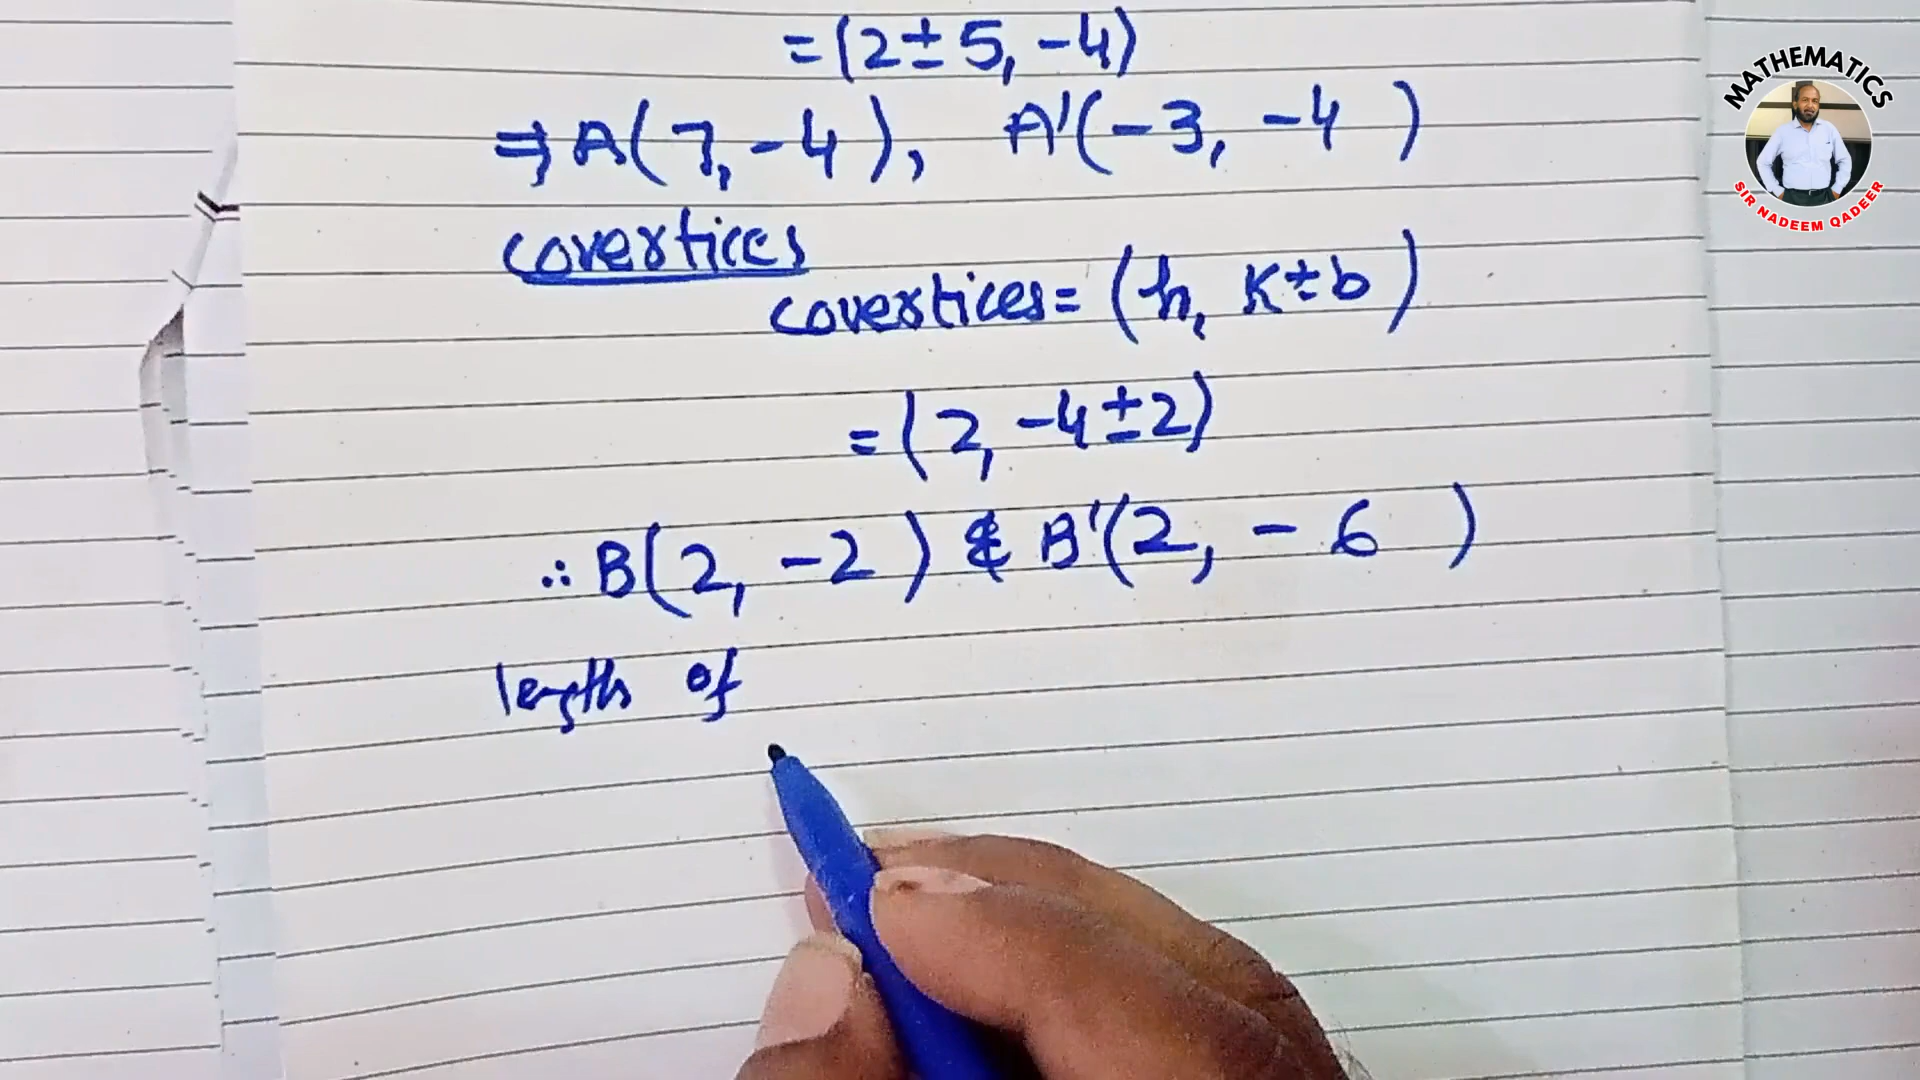 = (2 ± 5, -4)
⇒ A(7, -4), A'(-3, -4)
covertices
covertices = (h, K ± b)
= (2, -4 ± 2)
∴ B(2, -2) & B'(2, -6)
length of
MATHEMATICS
SIR NADEEM QADEER